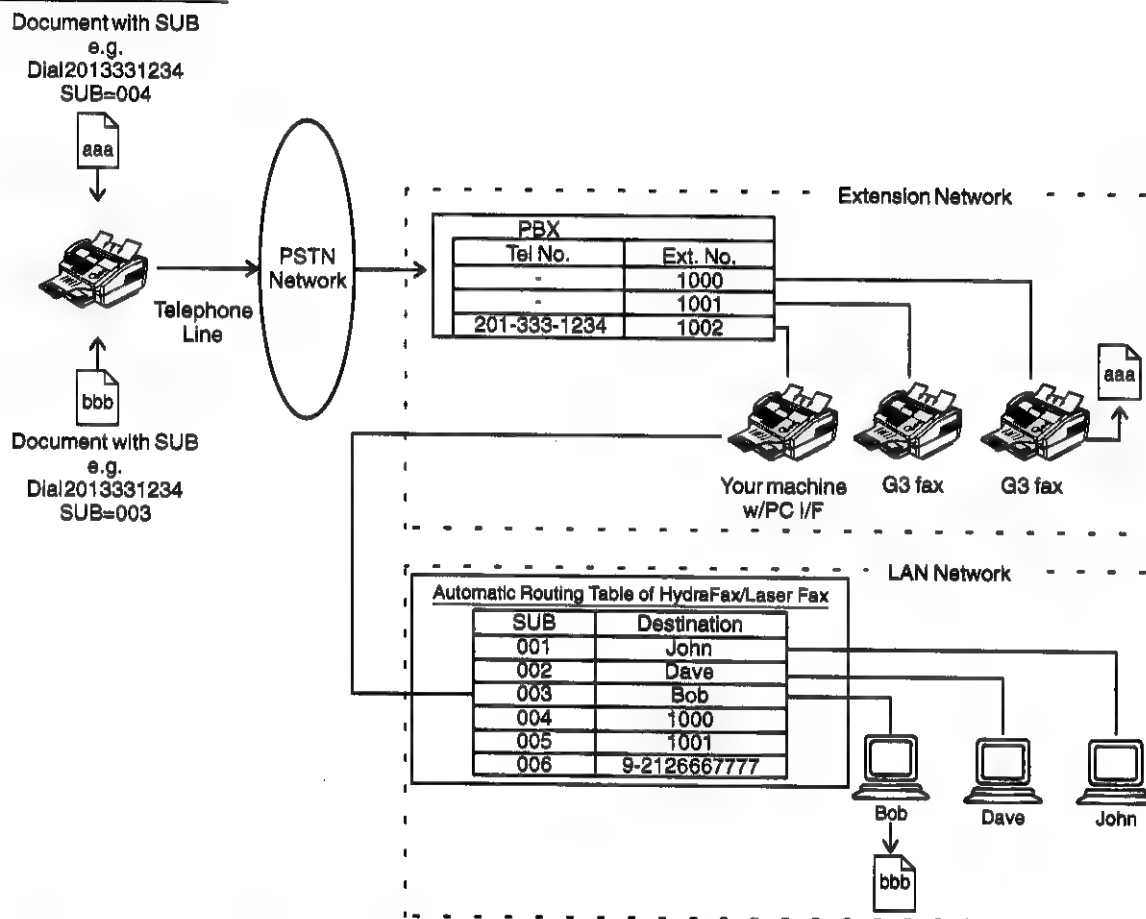 Document with SUB
e.g.
Dial2013331234
SUB=004
aaa
Telephone
Line
bbb
Document with SUB
e.g.
Dial2013331234
SUB=003
PSTN
Network
Extension Network
PBX
Tel No. Ext. No.
- 1000
- 1001
201-333-1234 1002
aaa
Your machine
w/PC I/F
G3 fax
G3 fax
LAN Network
Automatic Routing Table of HydraFax/Laser Fax
SUB Destination
001 John
002 Dave
003 Bob
004 1000
005 1001
006 9-2126667777
Bob
Dave
John
bbb